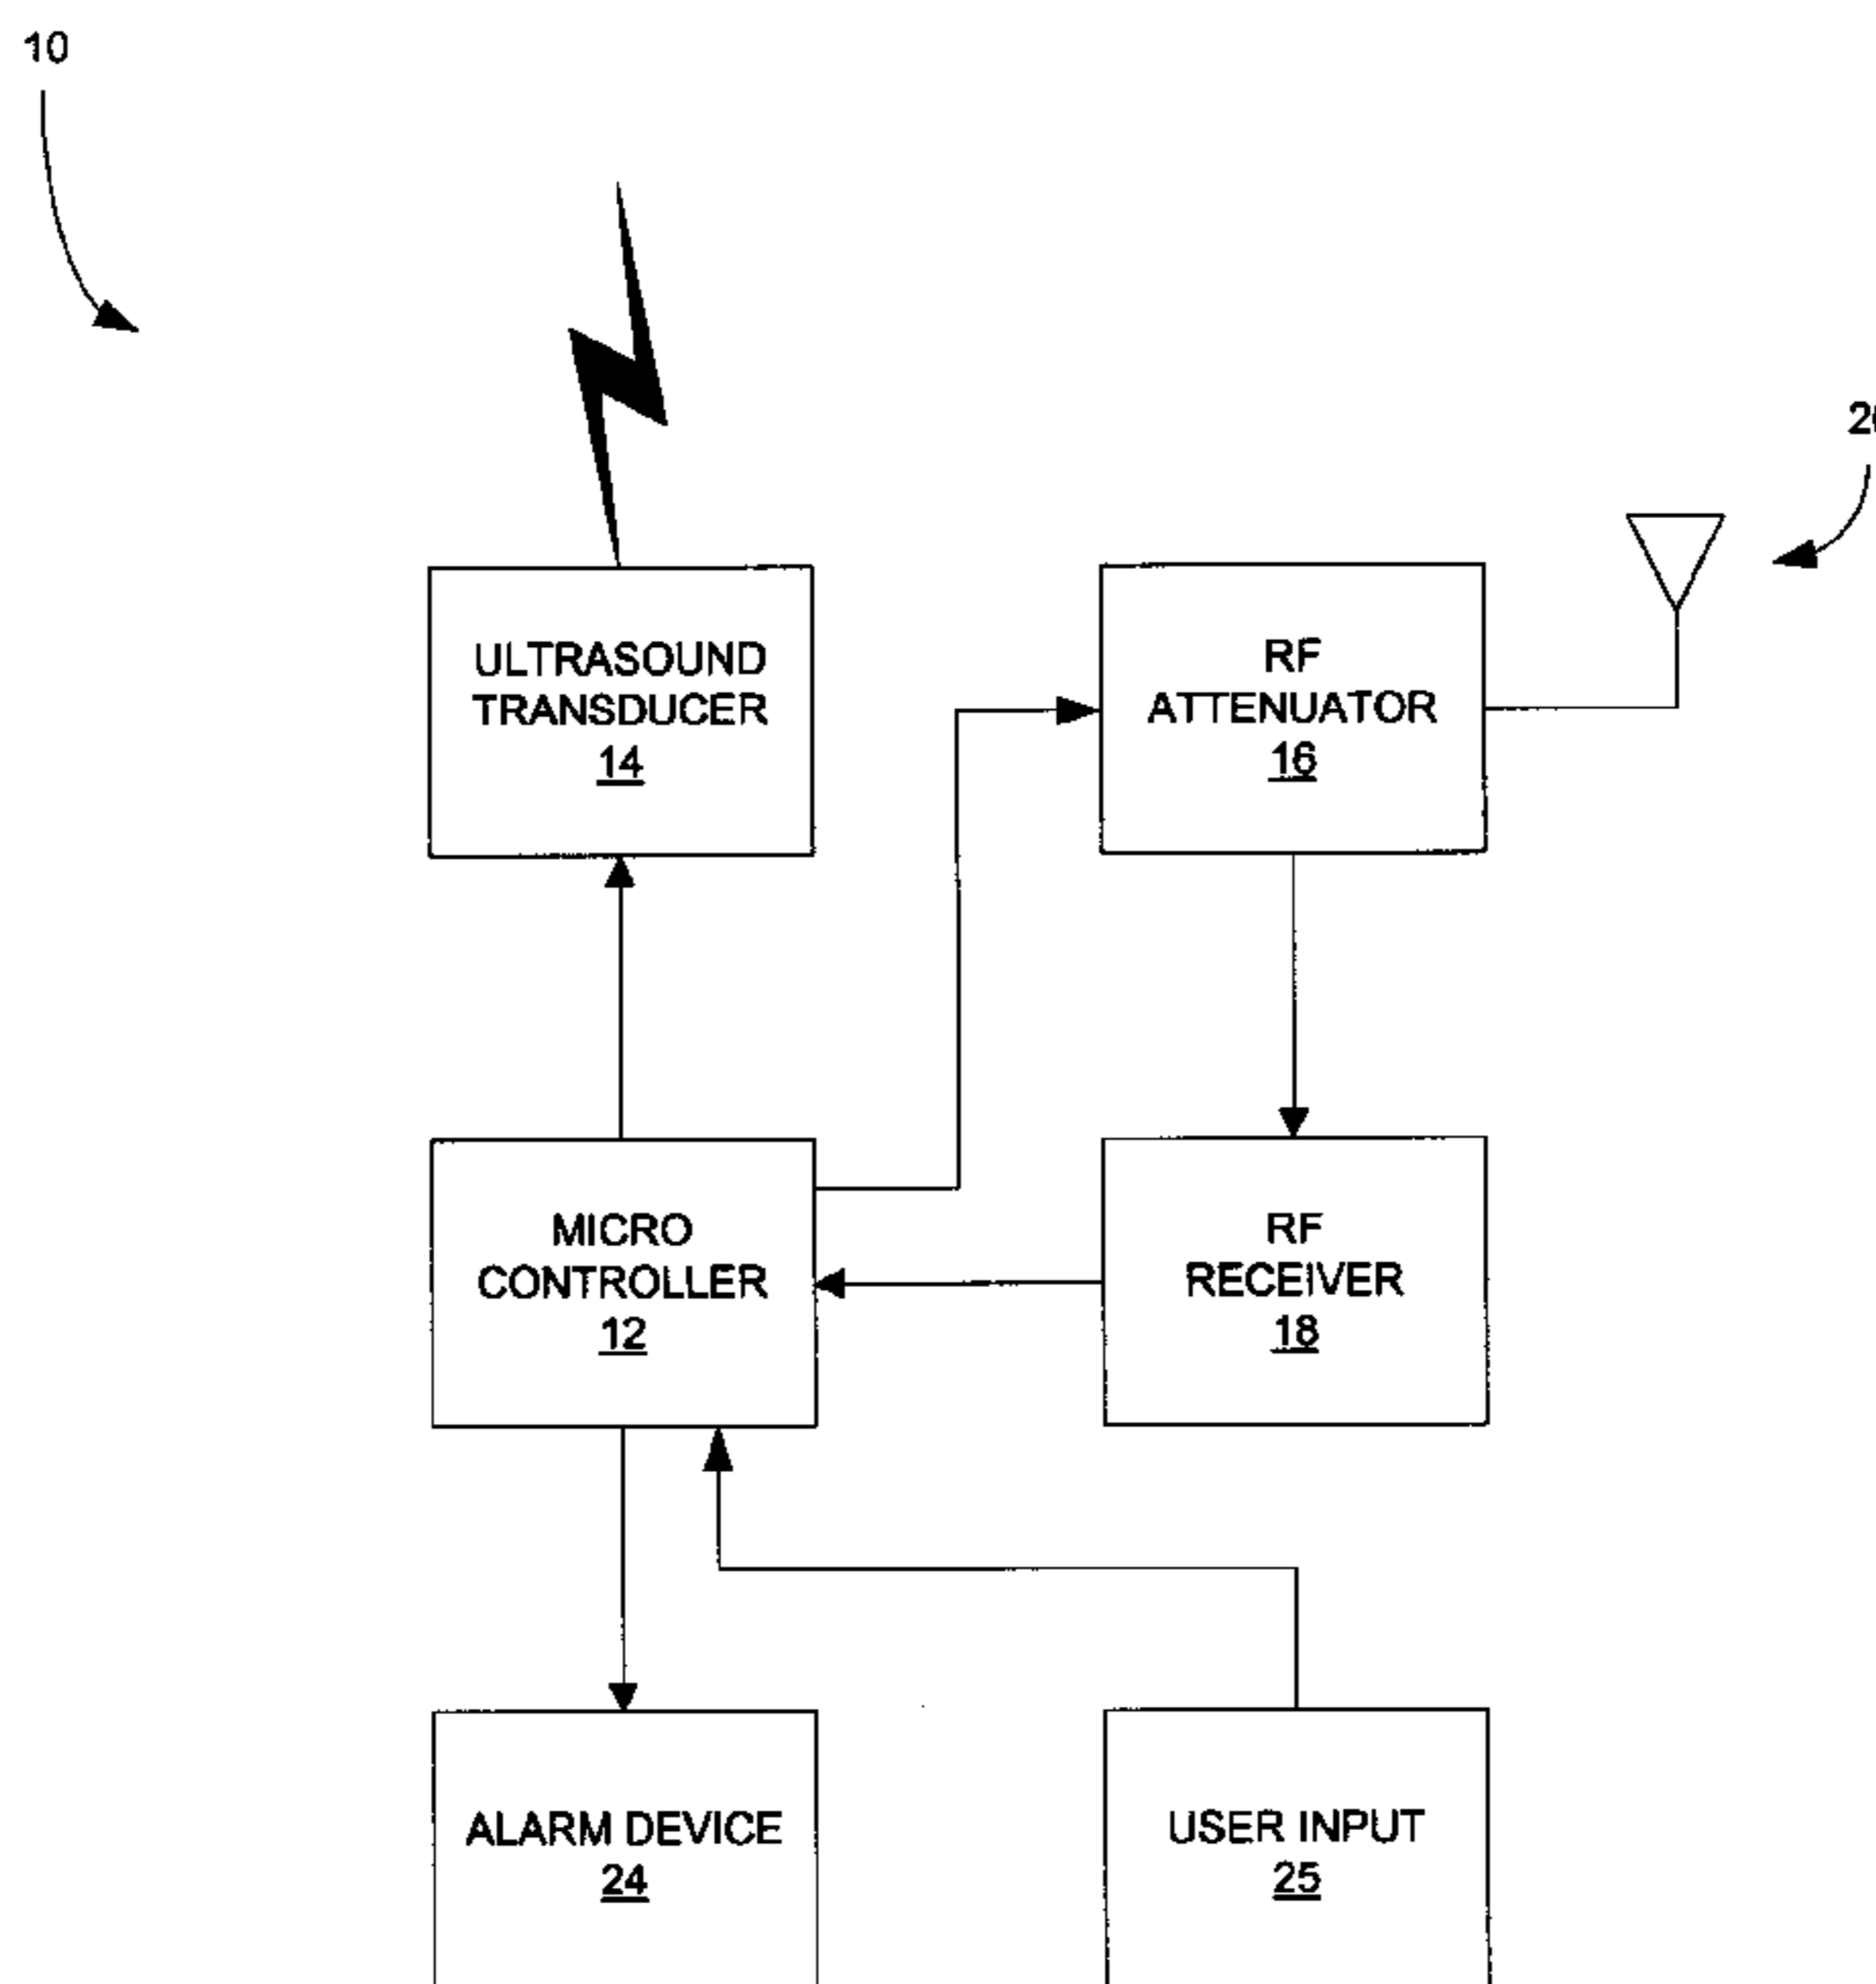 10
ULTRASOUND
TRANSDUCER
14
RF
ATTENUATOR
16
MICRO
CONTROLLER
12
RF
RECEIVER
18
ALARM DEVICE
24
USER INPUT
25